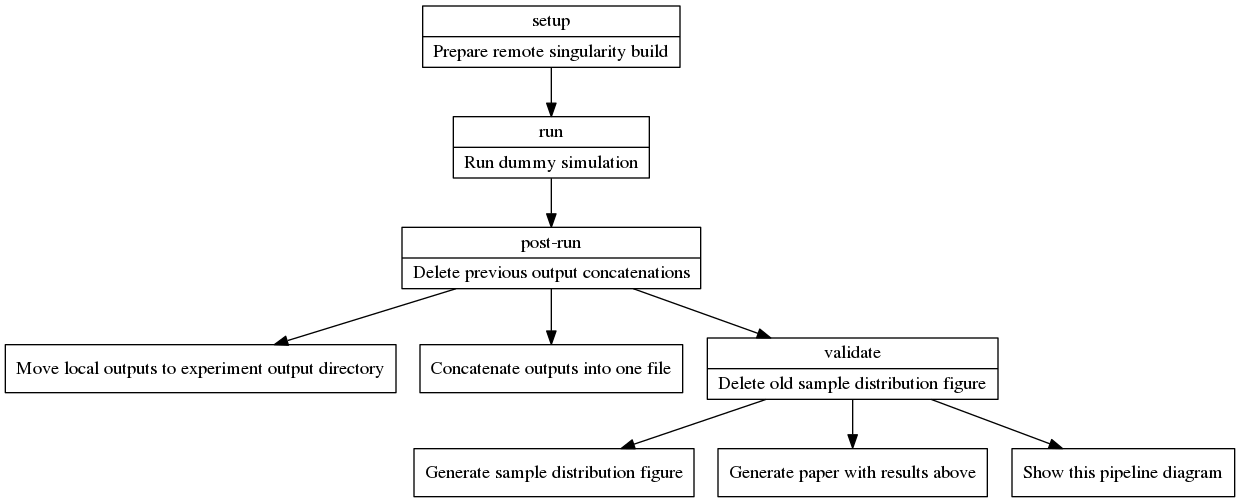 setup
Prepare remote singularity build
run
Run dummy simulation
post-run
Delete previous output concatenations
Move local outputs to experiment output directory
Concatenate outputs into one file
validate
Delete old sample distribution figure
Generate sample distribution figure
Generate paper with results above
Show this pipeline diagram